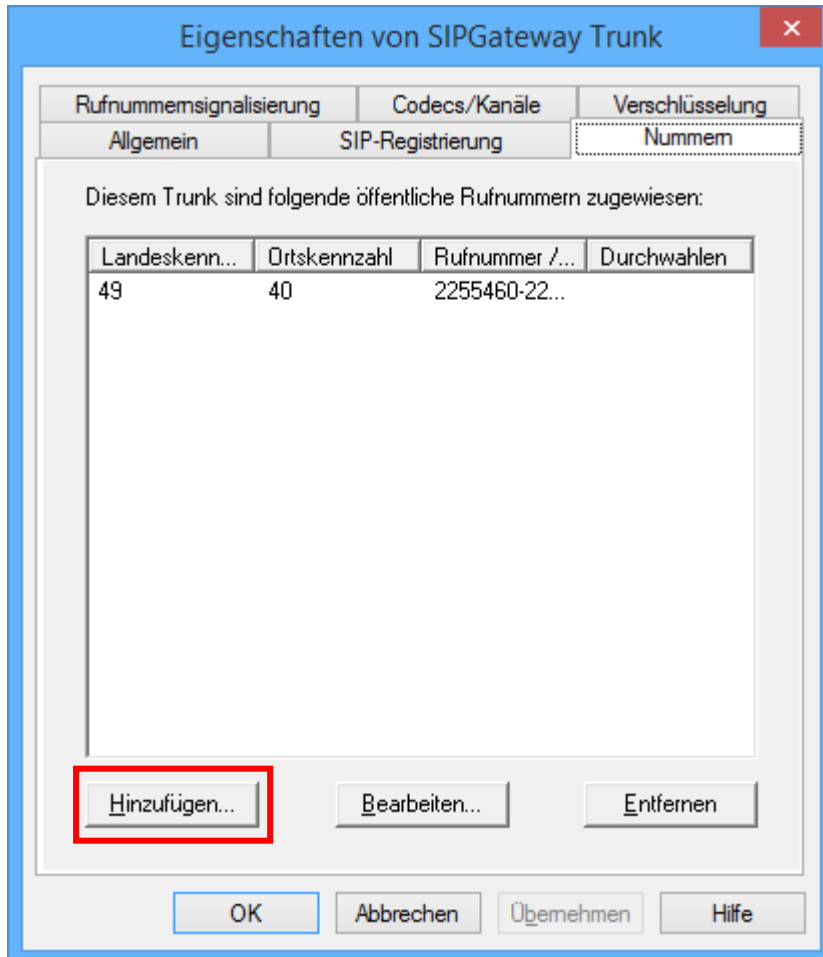 Eigenschaften von SIPGateway Trunk
Rufnummernsignalisierung Codecs/Kanäle Verschlüsselung
Allgemein SIP-Registrierung Nummern
Diesem Trunk sind folgende öffentliche Rufnummern zugewiesen:
Landeskenn... Ortskennzahl Rufnummer /... Durchwahlen
49 40 2255460-22...
Hinzufügen... Bearbeiten... Entfernen
OK Abbrechen Übernehmen Hilfe